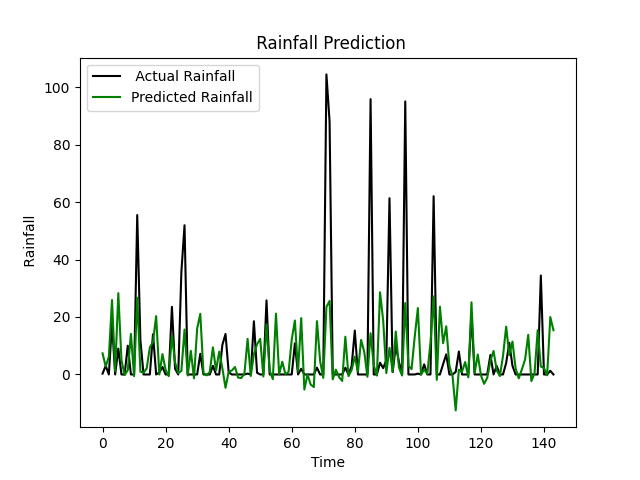 Rainfall Prediction
Actual Rainfall
Predicted Rainfall
100
80
60
40
20
0
Rainfall
0 20 40 60 80 100 120 140
Time